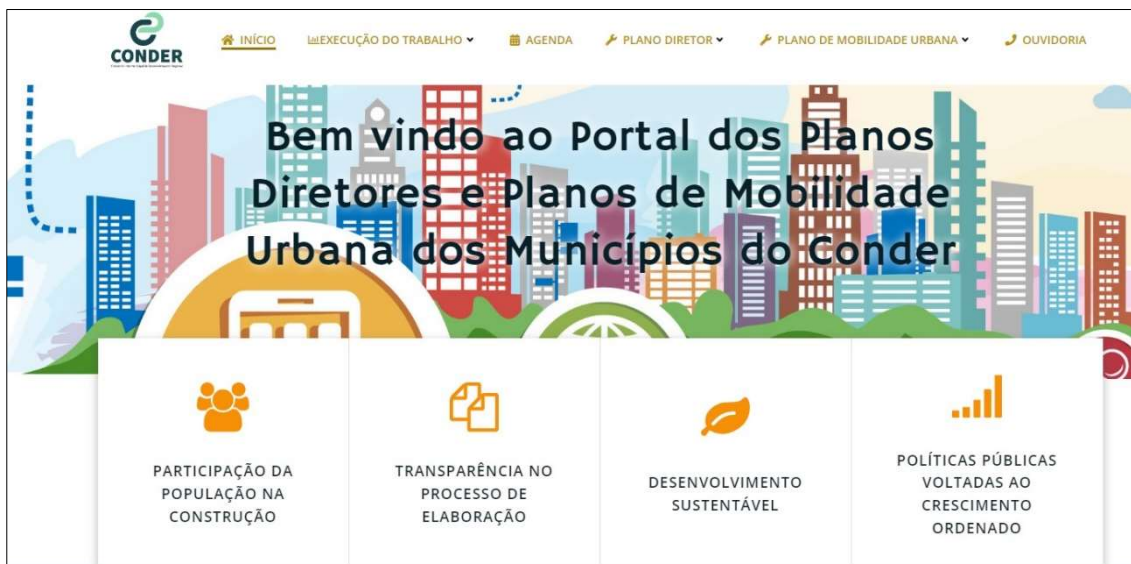 CONDER
INÍCIO
EXECUÇÃO DO TRABALHO
AGENDA
PLANO DIRETOR
PLANO DE MOBILIDADE URBANA
OUVIDORIA
Bem vindo ao Portal dos Planos
Diretores e Planos de Mobilidade
Urbana dos Municípios do Conder
PARTICIPAÇÃO DA
POPULAÇÃO NA
CONSTRUÇÃO
TRANSPARÊNCIA NO
PROCESSO DE
ELABORAÇÃO
DESENVOLVIMENTO
SUSTENTÁVEL
POLÍTICAS PÚBLICAS
VOLTADAS AO
CRESCIMENTO
ORDENADO